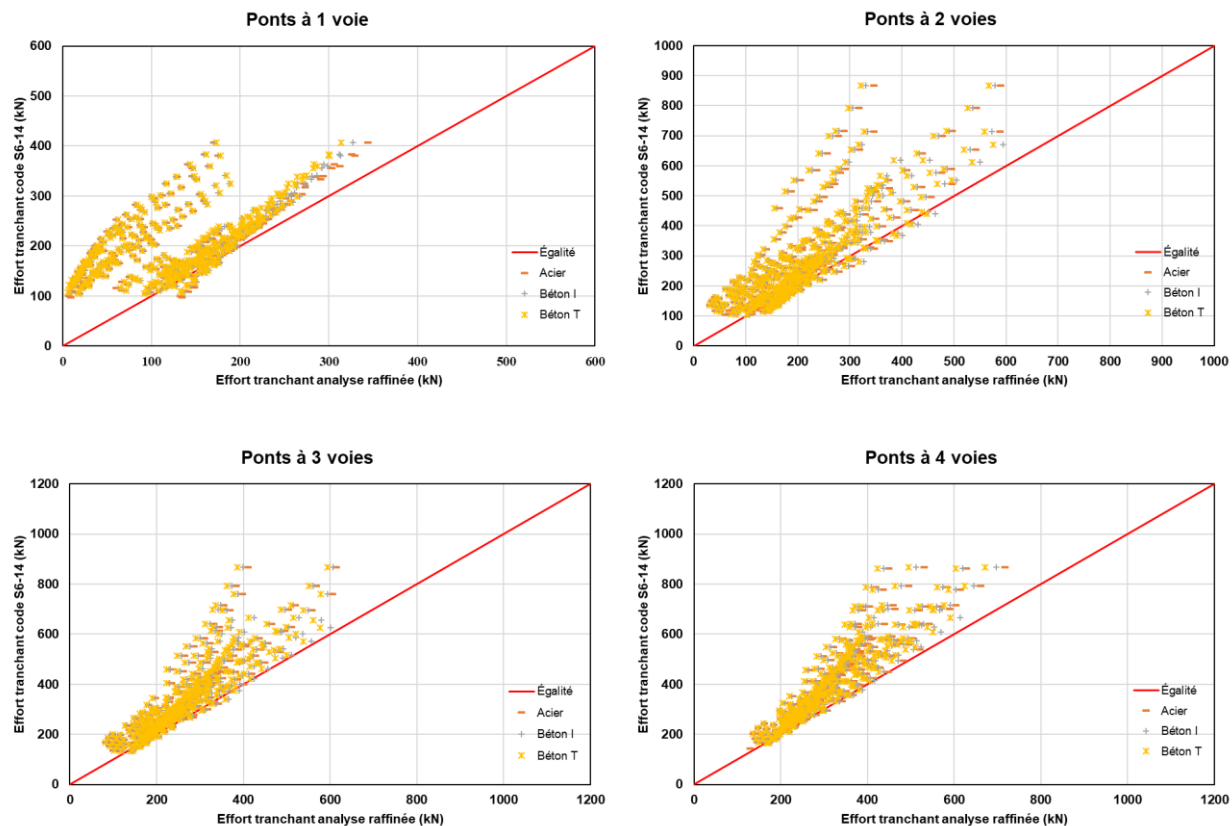 Ponts à 1 voie
600
500
400
300
200
100
0
0 100 200 300 400 500 600
Effort tranchant code S6-14 (kN)
Effort tranchant analyse raffinée (kN)
Égalité
Acier
Béton I
Béton T
Ponts à 2 voies
1000
900
800
700
600
500
400
300
200
100
0
0 100 200 300 400 500 600 700 800 900 1000
Effort tranchant code S6-14 (kN)
Effort tranchant analyse raffinée (kN)
Égalité
Acier
Béton I
Béton T
Ponts à 3 voies
1200
1000
800
600
400
200
0
0 200 400 600 800 1000 1200
Effort tranchant code S6-14 (kN)
Effort tranchant analyse raffinée (kN)
Égalité
Acier
Béton I
Béton T
Ponts à 4 voies
1200
1000
800
600
400
200
0
0 200 400 600 800 1000 1200
Effort tranchant code S6-14 (kN)
Effort tranchant analyse raffinée (kN)
Égalité
Acier
Béton I
Béton T